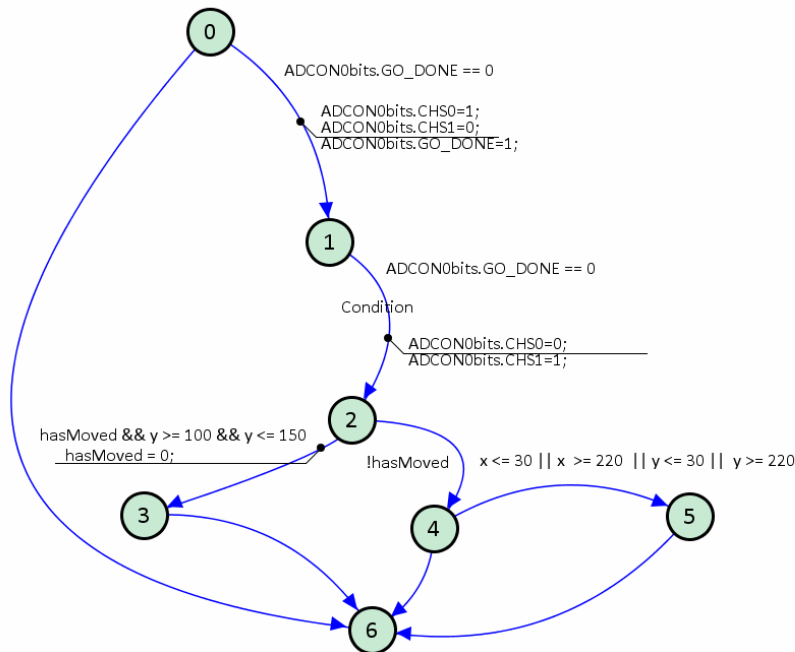 0
ADCON0bits.GO_DONE == 0
ADCON0bits.CHS0=1;
ADCON0bits.CHS1=0;
ADCON0bits.GO_DONE=1;
1
ADCON0bits.GO_DONE == 0
Condition
ADCON0bits.CHS0=0;
ADCON0bits.CHS1=1;
2
hasMoved && y >= 100 && y <= 150
hasMoved = 0;
!hasMoved
x <= 30 || x >= 220 || y <= 30 || y >= 220
3
4
5
6